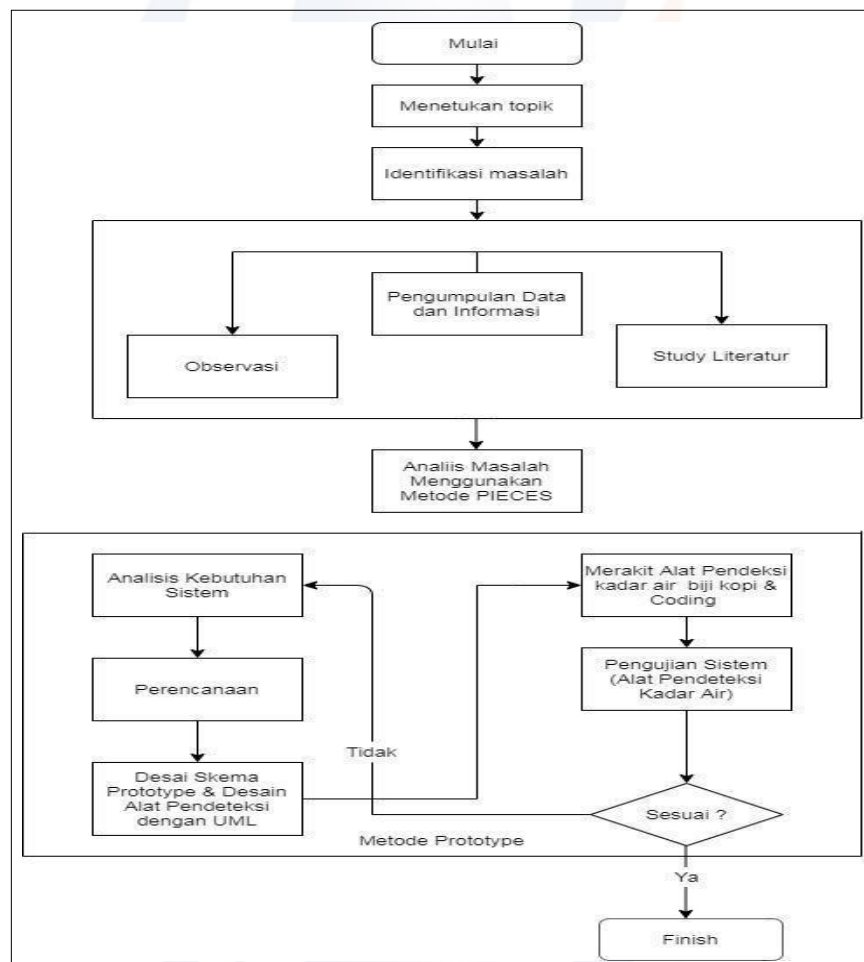 Mulai
Menetukan topik
Identifikasi masalah
Pengumpulan Data
dan Informasi
Observasi
Study Literatur
Analiis Masalah
Menggunakan
Metode PIECES
Analisis Kebutuhan
Sistem
Perencanaan
Desai Skema
Prototype & Desain
Alat Pendeteksi
dengan UML
Merakit Alat Pendeksi
kadar air biji kopi &
Coding
Pengujian Sistem
(Alat Pendeteksi
Kadar Air)
Tidak
Sesuai ?
Metode Prototype
Ya
Finish